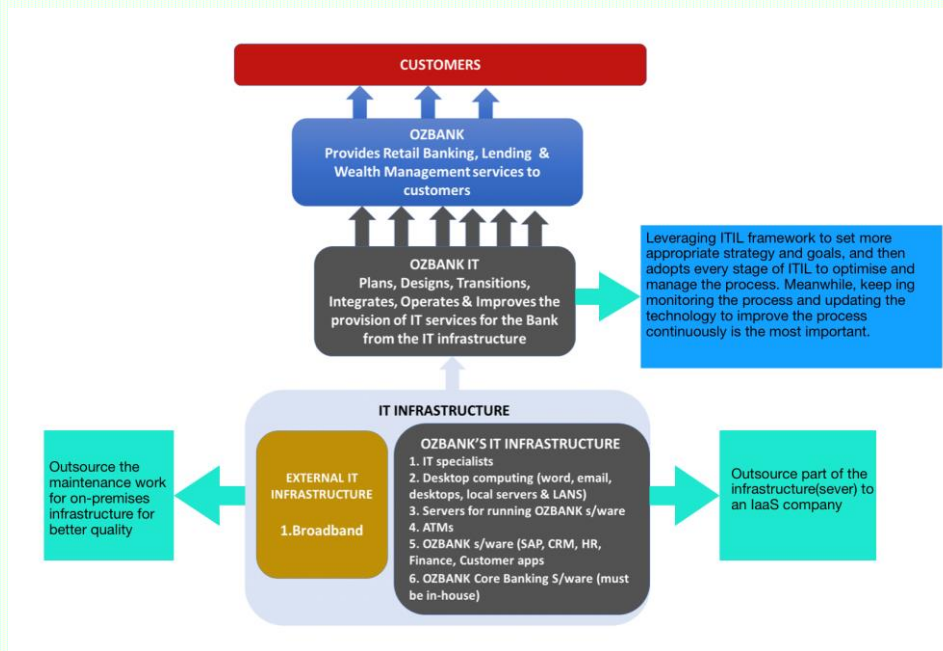 CUSTOMERS
OZBANK
Provides Retail Banking, Lending &
Wealth Management services to
customers
OZBANK IT
Plans, Designs, Transitions,
Integrates, Operates & Improves the
provision of IT services for the Bank
from the IT infrastructure
Leveraging ITIL framework to set more
appropriate strategy and goals, and then
adopts every stage of ITIL to optimise and
manage the process. Meanwhile, keep ing
monitoring the process and updating the
technology to improve the process
continuously is the most important.
IT INFRASTRUCTURE
Outsource the
maintenance work
for on-premises
infrastructure for
better quality
EXTERNAL IT
INFRASTRUCTURE
1.Broadband
OZBANK'S IT INFRASTRUCTURE
1. IT specialists
2. Desktop computing (word, email,
desktops, local servers & LANS)
3. Servers for running OZBANK s/ware
4. ATMs
5. OZBANK s/ware (SAP, CRM, HR,
Finance, Customer apps
6. OZBANK Core Banking S/ware (must
be in-house)
Outsource part of the
infrastructure(sever) to
an IaaS company